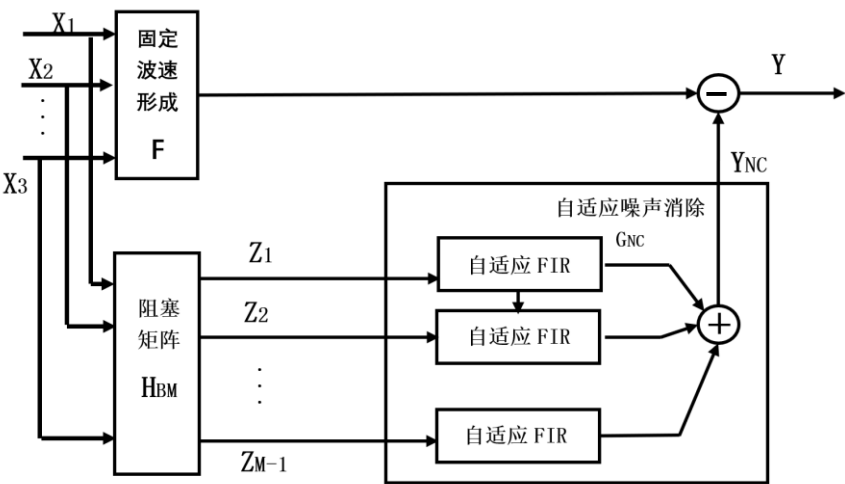 X1
X2
X3
固定
波速
形成
F
Y
YNC
自适应噪声消除
GNC
阻塞
矩阵
HBM
Z1
Z2
ZM-1
自适应 FIR
自适应 FIR
自适应 FIR